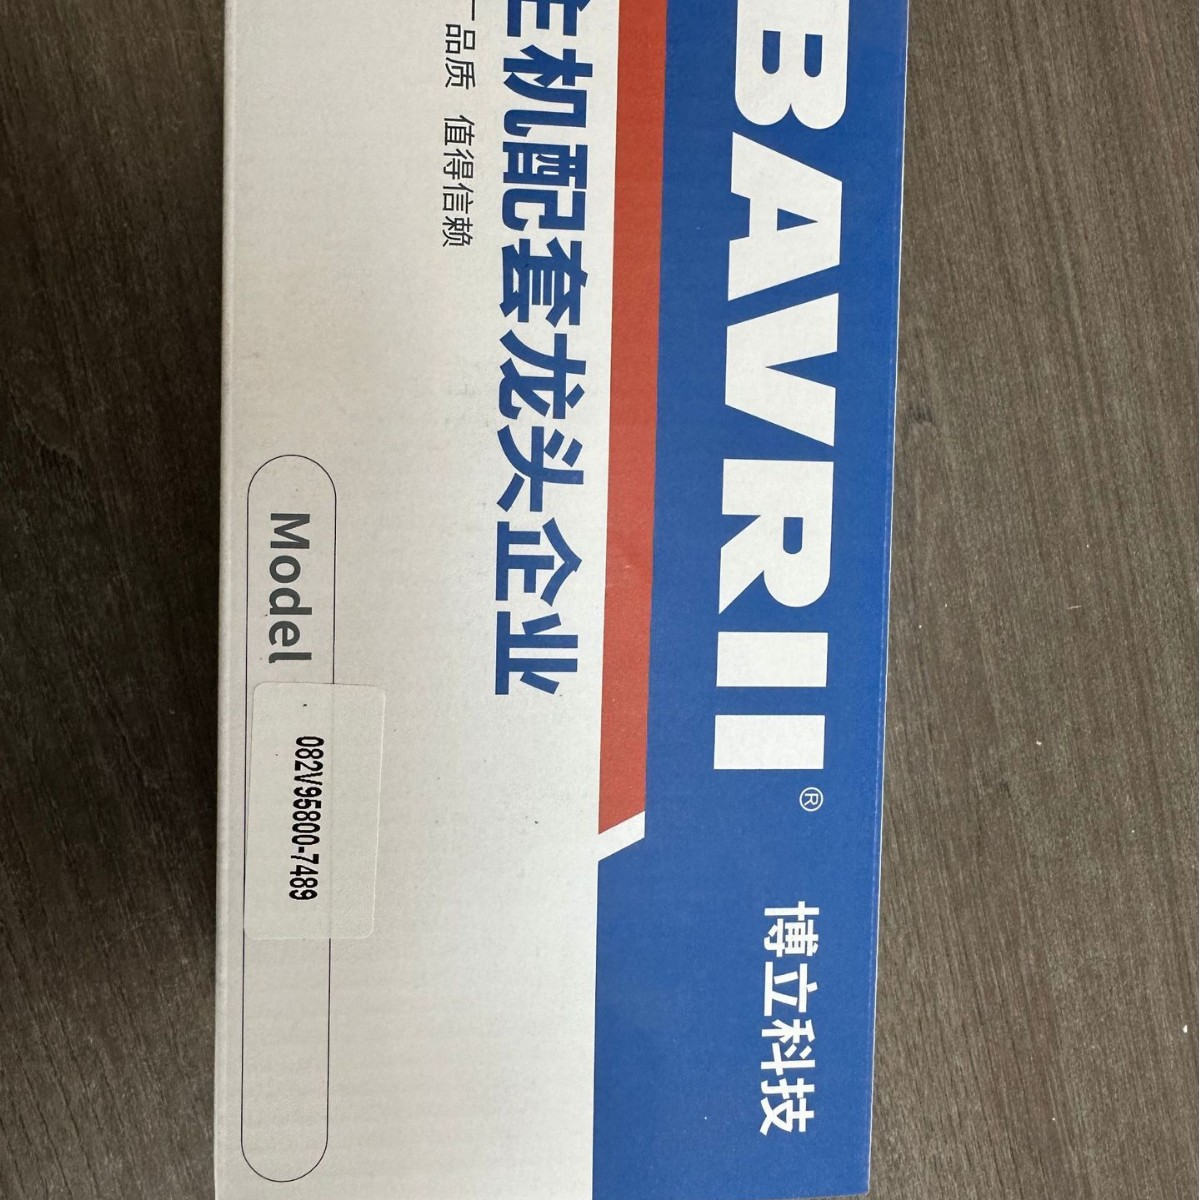 BAVRII®
博立科技
主机配套龙头企业
品质 值得信赖
Model
082V95800-7489